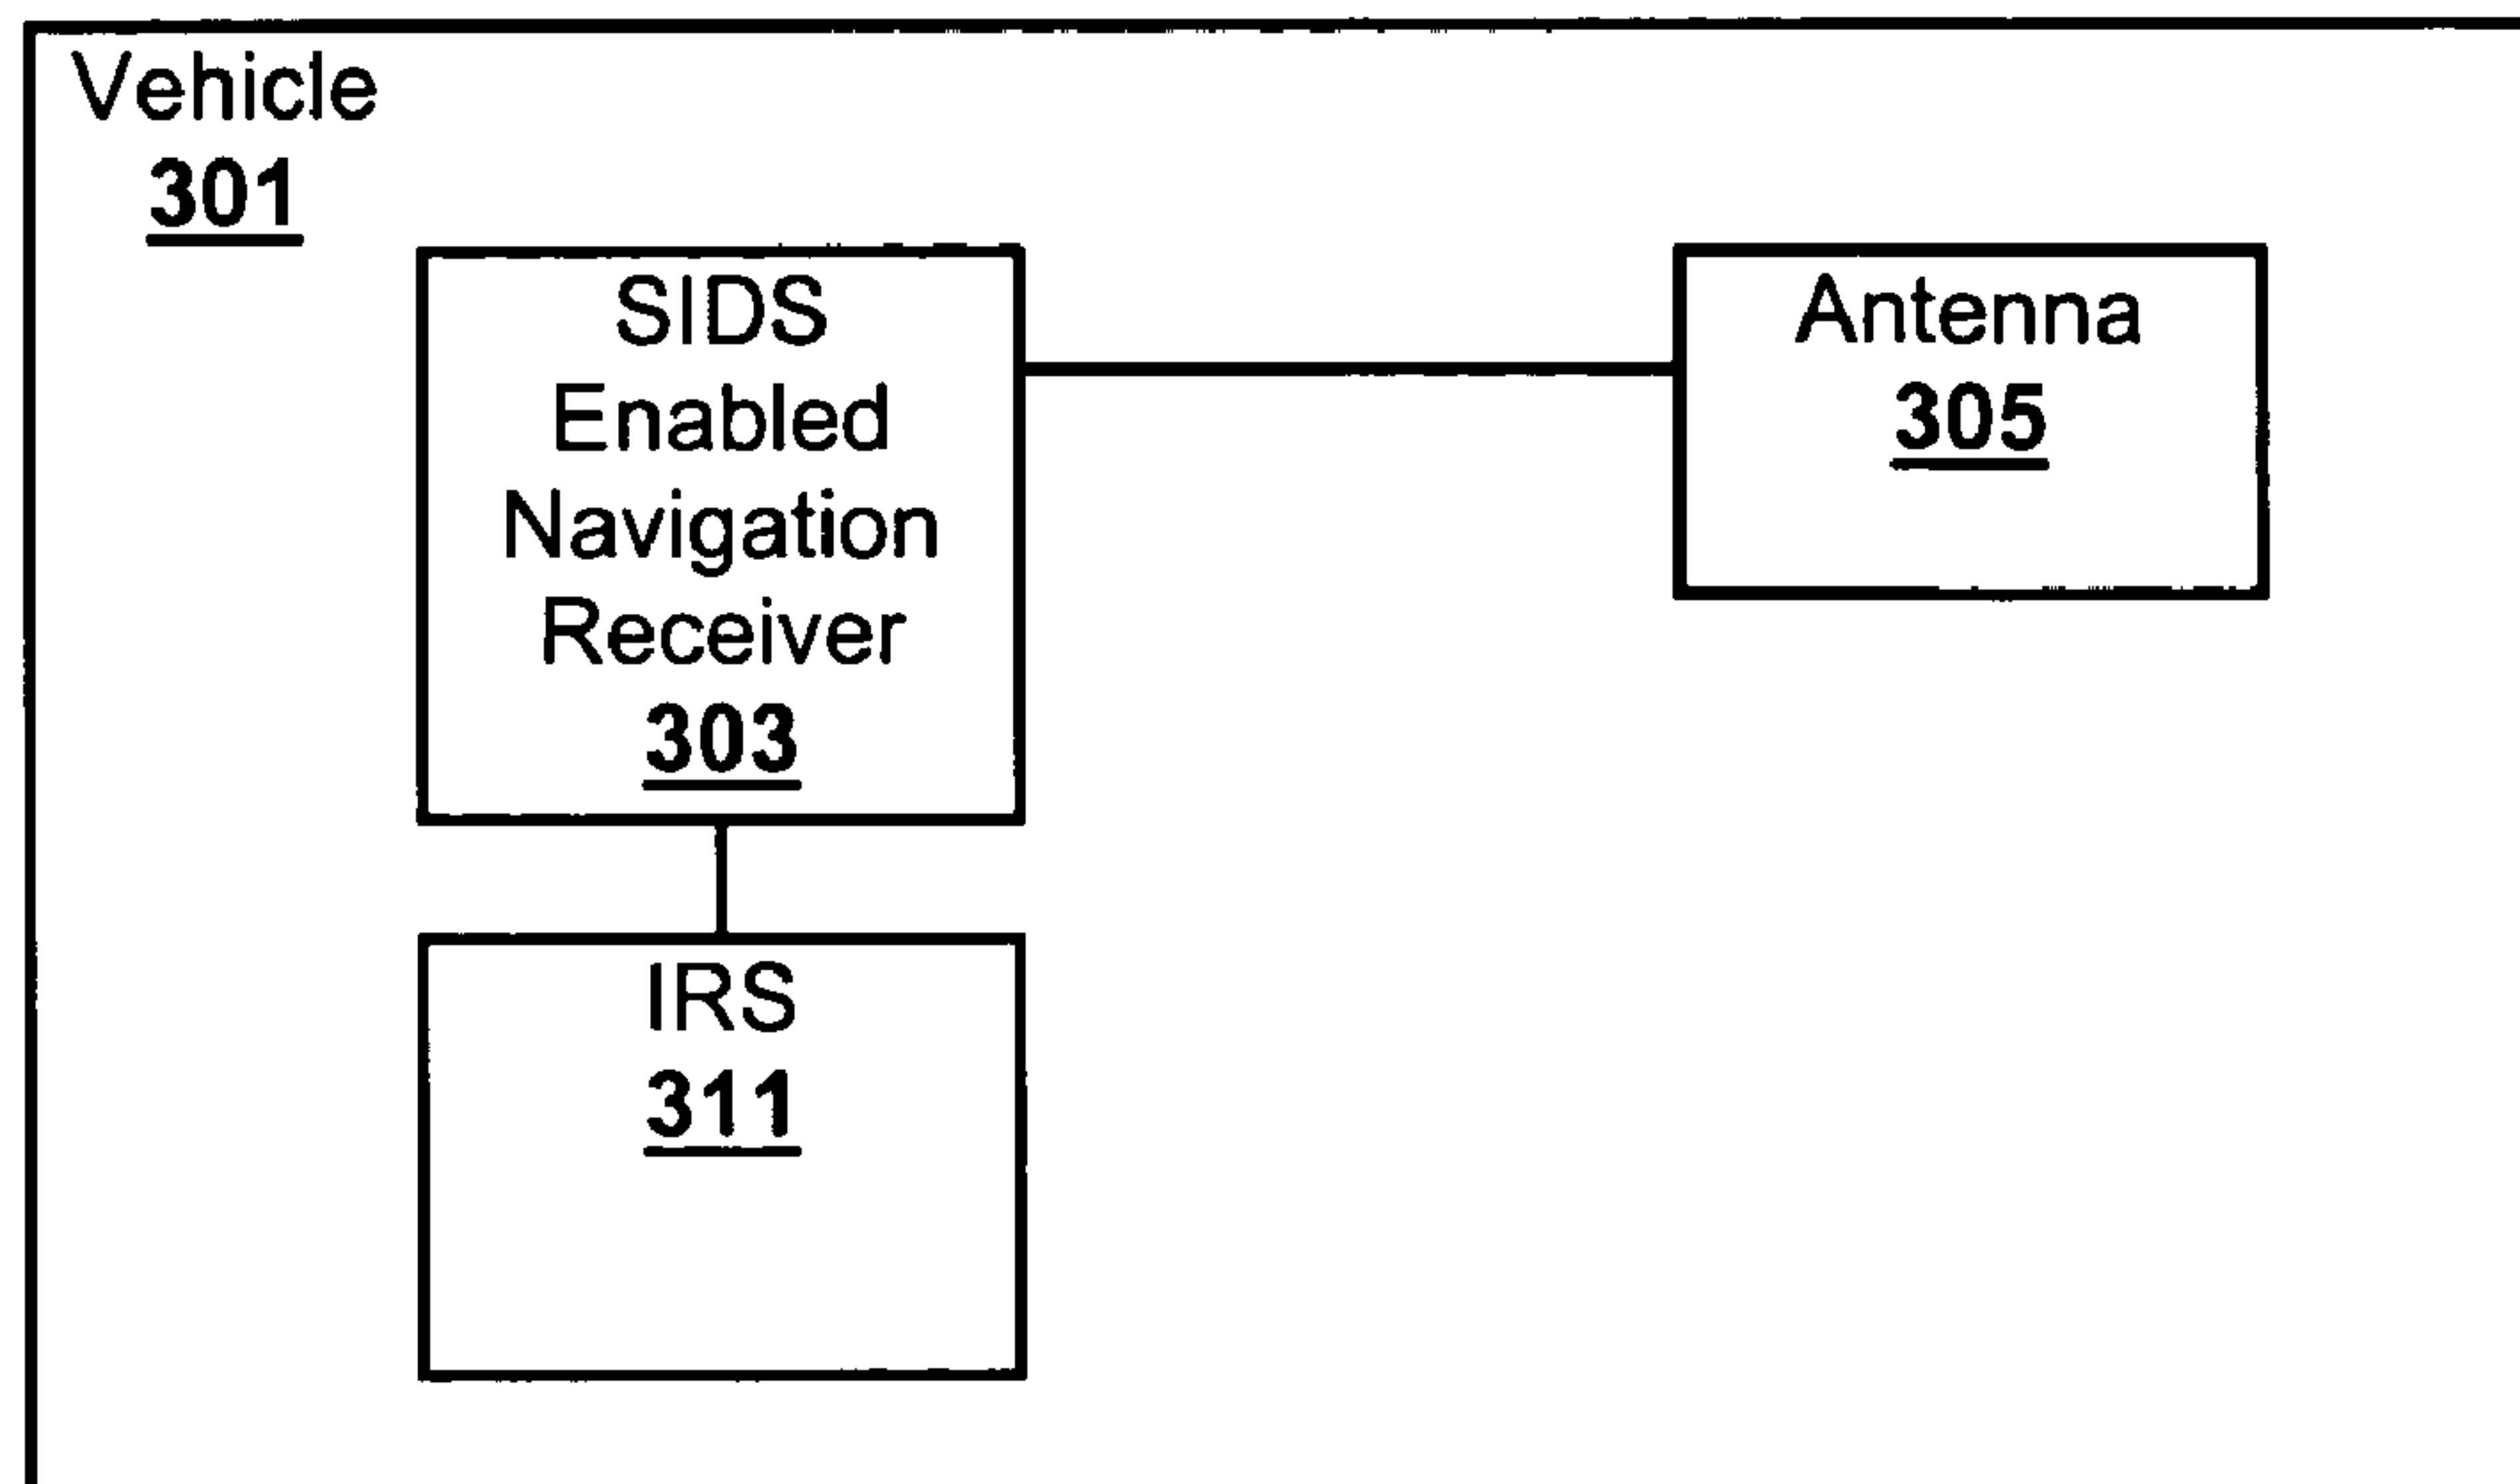 Vehicle
301
SIDS
Enabled
Navigation
Receiver
303
Antenna
305
IRS
311